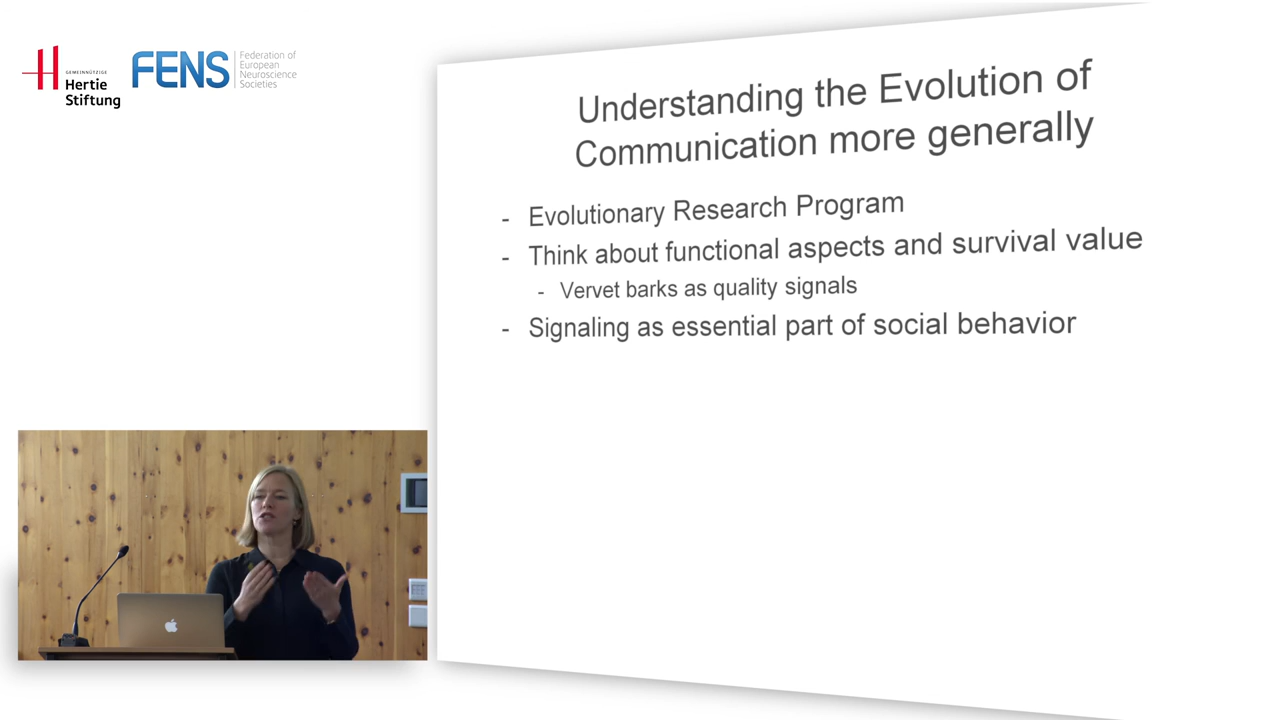 GEMEINNÜTZIGE
Hertie
Stiftung
FENS
Federation of
European
Neuroscience
Societies
Understanding the Evolution of
Communication more generally
- Evolutionary Research Program
- Think about functional aspects and survival value
- Vervet barks as quality signals
- Signaling as essential part of social behavior